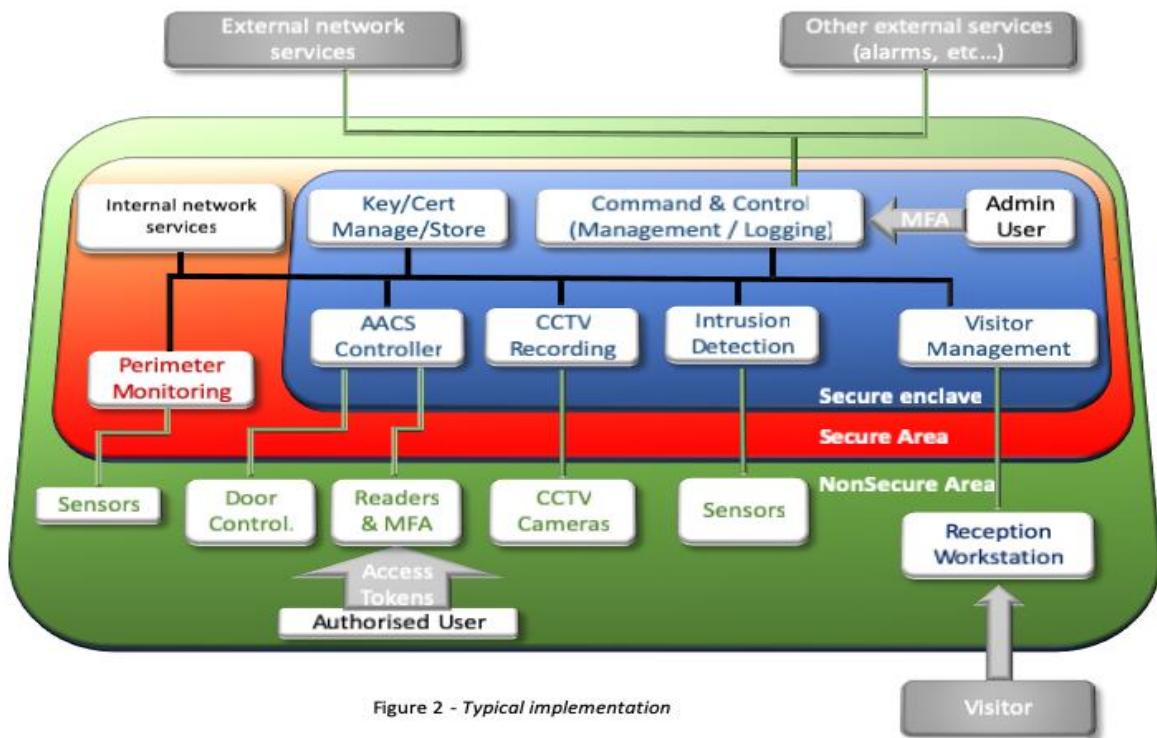 External network
services
Other external services
(alarms, etc...)
Internal network
services
Key/Cert
Manage/Store
Command & Control
(Management / Logging)
MFA
Admin
User
AACS
Controller
CCTV
Recording
Intrusion
Detection
Visitor
Management
Perimeter
Monitoring
Secure enclave
Secure Area
NonSecure Area
Sensors
Door
Control.
Readers
& MFA
CCTV
Cameras
Sensors
Reception
Workstation
Access
Tokens
Authorised User
Visitor
Figure 2 - Typical implementation